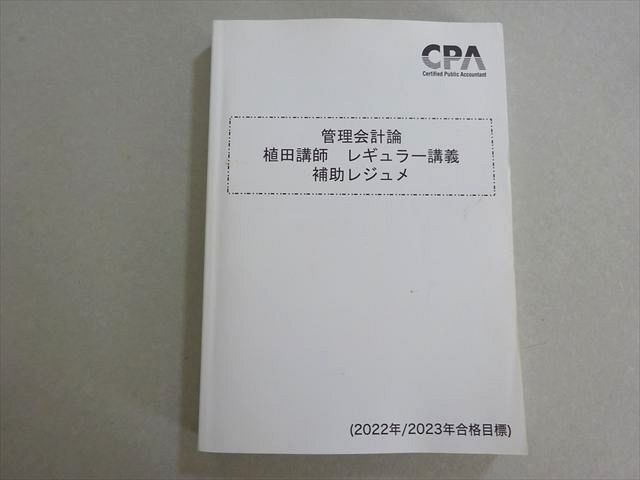 CPA
Certified Public Accountant
管理会計論
植田講師　レギュラー講義
補助レジュメ
(2022年/2023年合格目標)